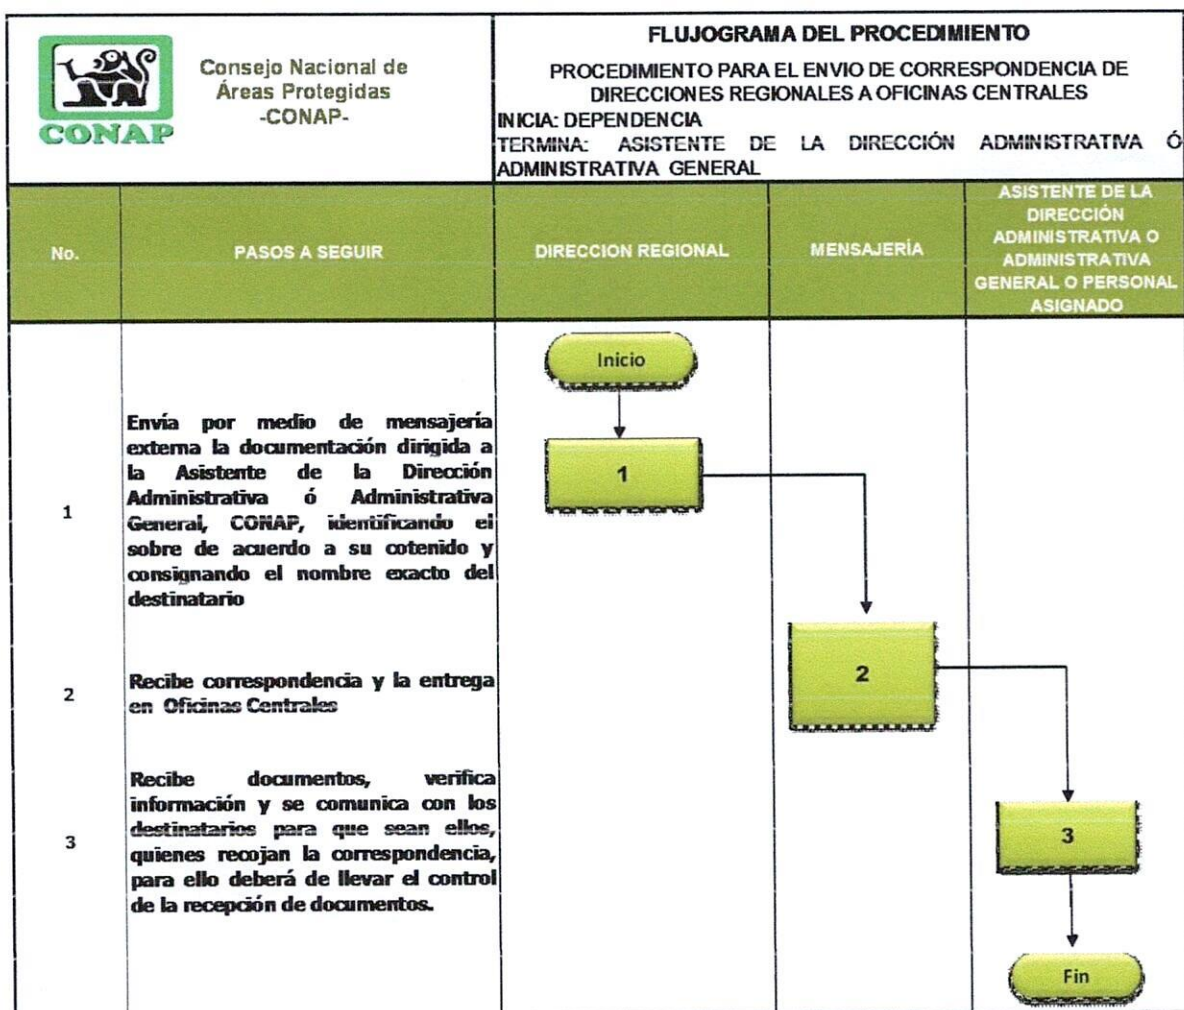 CONAP
Consejo Nacional de
Áreas Protegidas
-CONAP-
FLUJOGRAMA DEL PROCEDIMIENTO
PROCEDIMIENTO PARA EL ENVIO DE CORRESPONDENCIA DE
DIRECCIONES REGIONALES A OFICINAS CENTRALES
INICIA: DEPENDENCIA
TERMINA: ASISTENTE DE LA DIRECCIÓN ADMINISTRATIVA Ó
ADMINISTRATIVA GENERAL
No.
PASOS A SEGUIR
DIRECCION REGIONAL
MENSAJERÍA
ASISTENTE DE LA
DIRECCIÓN
ADMINISTRATIVA O
ADMINISTRATIVA
GENERAL O PERSONAL
ASIGNADO
Inicio
1
Envía por medio de mensajería
externa la documentación dirigida a
la Asistente de la Dirección
Administrativa ó Administrativa
General, CONAP, identificando el
sobre de acuerdo a su cotenido y
consignando el nombre exacto del
destinatario
1
2
Recibe correspondencia y la entrega
en Oficinas Centrales
2
3
Recibe documentos, verifica
información y se comunica con los
destinatarios para que sean ellos,
quienes recojan la correspondencia,
para ello deberá de llevar el control
de la recepción de documentos.
3
Fin